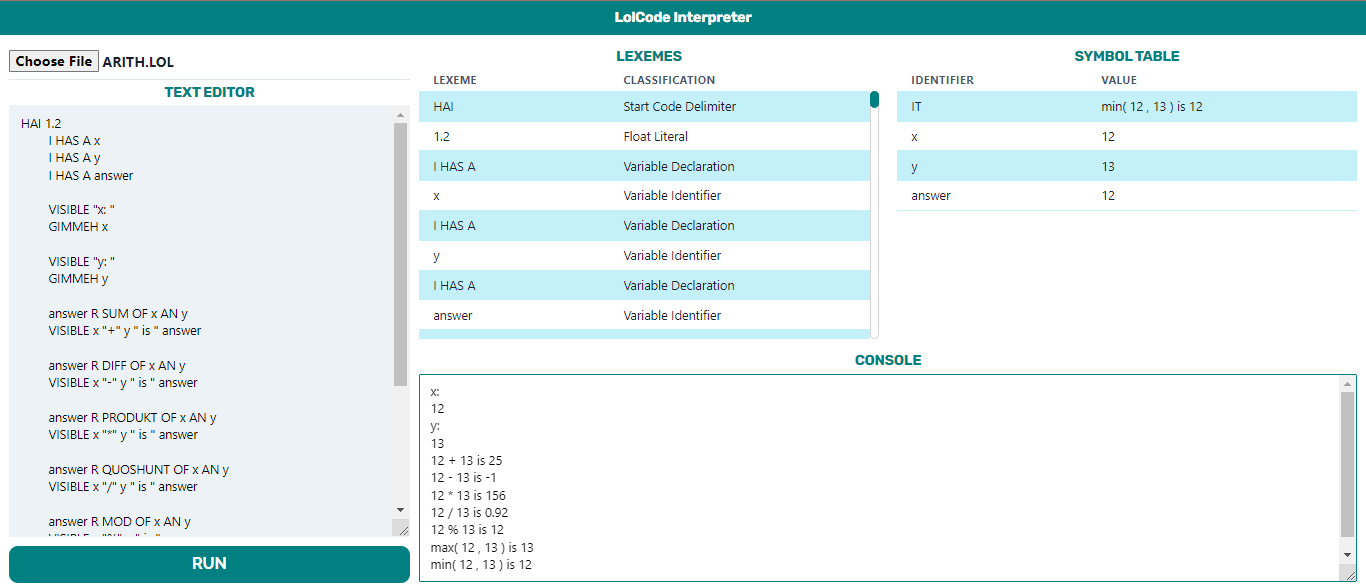 LolCode Interpreter
Choose File ARITH.LOL
TEXT EDITOR
HAI 1.2
I HAS A x
I HAS A y
I HAS A answer
VISIBLE "x: "
GIMMEH x
VISIBLE "y: "
GIMMEH y
answer R SUM OF x AN y
VISIBLE x "+" y " is " answer
answer R DIFF OF x AN y
VISIBLE x "-" y " is " answer
answer R PRODUKT OF x AN y
VISIBLE x "*" y " is " answer
answer R QUOSHUNT OF x AN y
VISIBLE x "/" y " is " answer
answer R MOD OF x AN y
RUN
LEXEMES
LEXEME CLASSIFICATION
HAI Start Code Delimiter
1.2 Float Literal
I HAS A Variable Declaration
x Variable Identifier
I HAS A Variable Declaration
y Variable Identifier
I HAS A Variable Declaration
answer Variable Identifier
SYMBOL TABLE
IDENTIFIER VALUE
IT min( 12 , 13 ) is 12
x 12
y 13
answer 12
CONSOLE
x:
12
y:
13
12 + 13 is 25
12 - 13 is -1
12 * 13 is 156
12 / 13 is 0.92
12 % 13 is 12
max( 12 , 13 ) is 13
min( 12 , 13 ) is 12